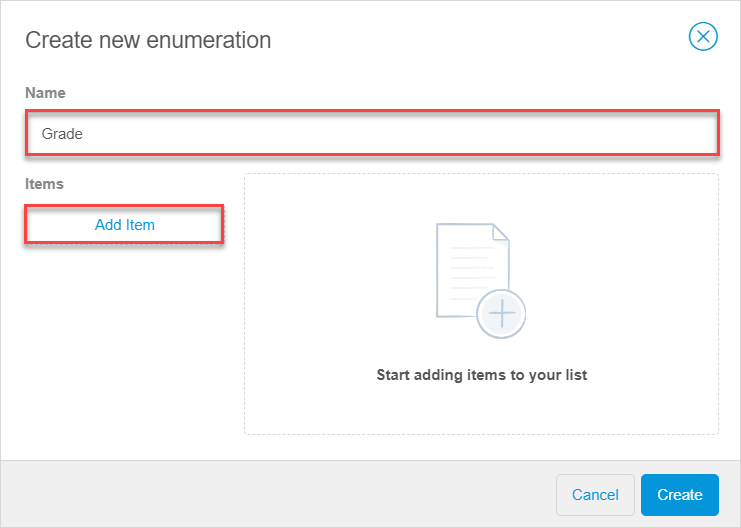 Create new enumeration
Name
Grade
Items
Add Item
Start adding items to your list
Cancel
Create